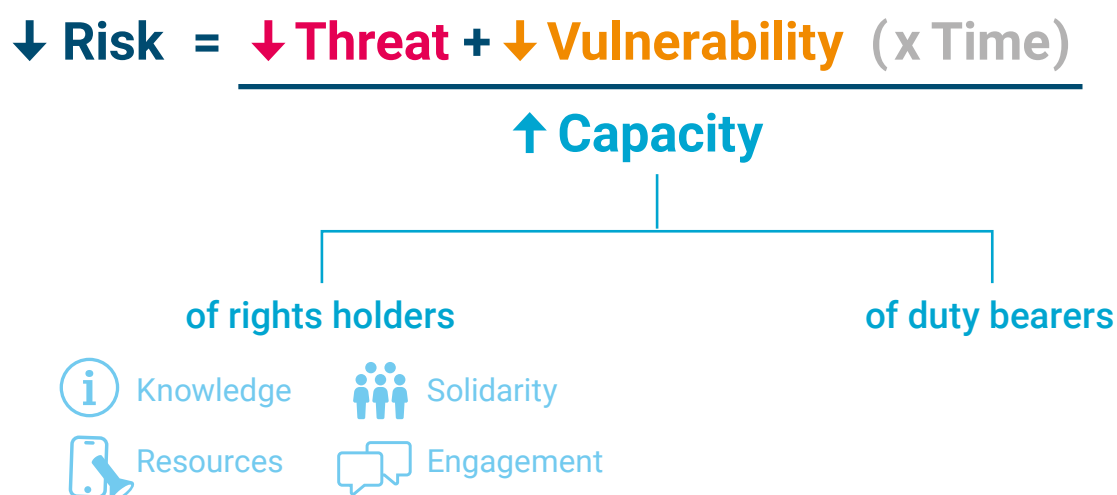 ↓ Risk = ↓ Threat + ↓ Vulnerability (x Time)
↑ Capacity
of rights holders
of duty bearers
Knowledge
Solidarity
Resources
Engagement